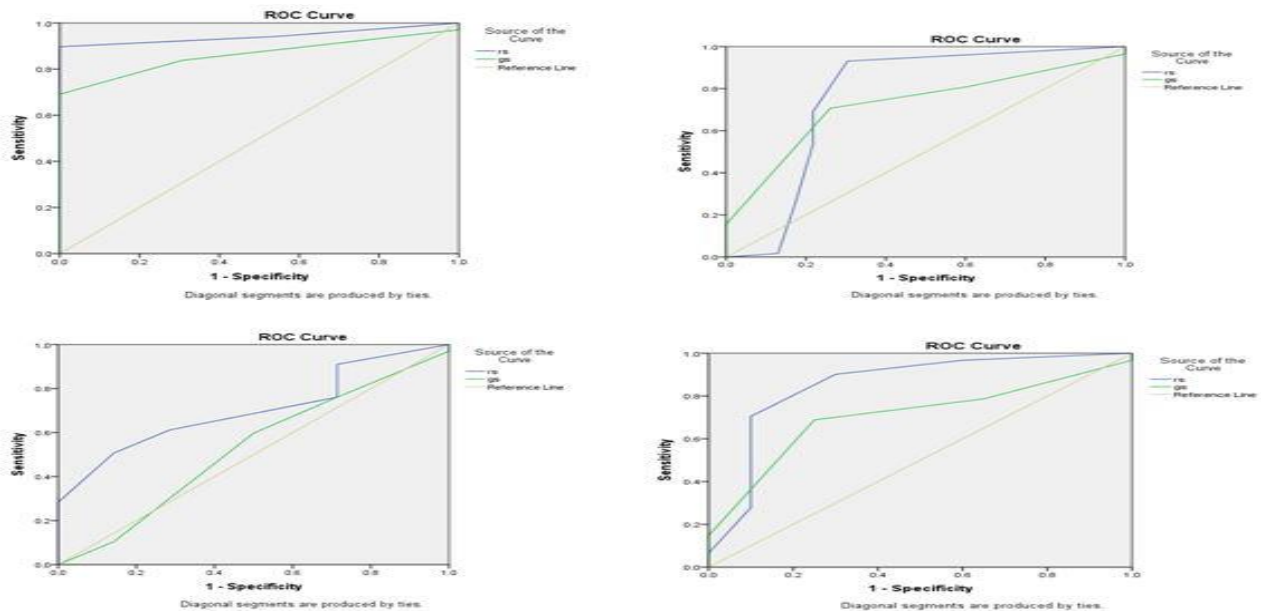 ROC Curve
Source of the
Curve
rs
gs
Reference Line
Sensitivity
1.0
0.8
0.6
0.4
0.2
0.0
0.0 0.2 0.4 0.6 0.8 1.0
1 - Specificity
Diagonal segments are produced by ties.
ROC Curve
Source of the
Curve
rs
gs
Reference Line
Sensitivity
1.0
0.8
0.6
0.4
0.2
0.0
0.0 0.2 0.4 0.6 0.8 1.0
1 - Specificity
Diagonal segments are produced by ties.
ROC Curve
Source of the
Curve
rs
gs
Reference Line
Sensitivity
1.0
0.8
0.6
0.4
0.2
0.0
0.0 0.2 0.4 0.6 0.8 1.0
1 - Specificity
Diagonal segments are produced by ties.
ROC Curve
Source of the
Curve
rs
gs
Reference Line
Sensitivity
1.0
0.8
0.6
0.4
0.2
0.0
0.0 0.2 0.4 0.6 0.8 1.0
1 - Specificity
Diagonal segments are produced by ties.